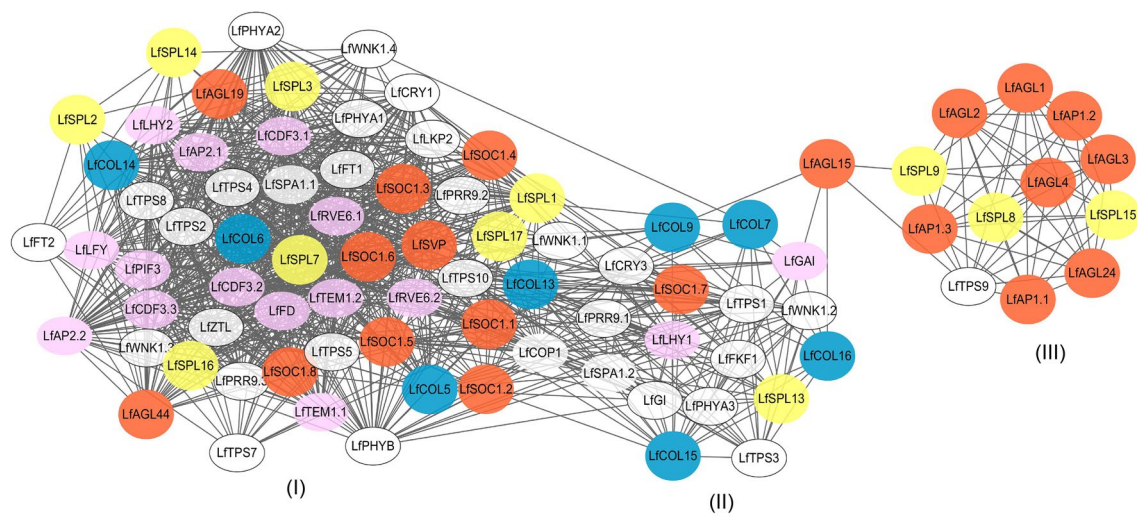 LfPHYA2
LfWNK1.4
LfSPL14
LfAGL19
LfSPL3
LfCRY1
LfSPL2
LfLHY2
LfPHYA1
LfCDF3.1
LfLKP2
LfAP2.1
LfSOC1.4
LfCOL14
LfFT1
LfTPS4
LfSPA1.1
LfSOC1.3
LfPRR9.2
LfSPL1
LfTPS8
LfTPS2
LfRVE6.1
LfFT2
LfLFY
LfCOL6
LfSPL7
LfSOC1.6
LfSVP
LfSPL17
LfWNK1.1
LfPIF3
LfTPS10
LfCOL13
LfCDF3.2
LfCDF3.3
LfFD
LfTEM1.2
LfRVE6.2
LfAP2.2
LfZTL
LfWNK1.3
LfSPL16
LfTPS5
LfSOC1.5
LfSOC1.1
LfPRR9.3
LfSOC1.8
LfCOL5
LfSOC1.2
LfAGL44
LfTEM1.1
LfTPS7
LfPHYB
(I)
LfCOL9
LfCOL7
LfCRY3
LfGAI
LfSOC1.7
LfTPS1
LfWNK1.2
LfPRR9.1
LfLHY1
LfCOP1
LfFKF1
LfCOL16
LfSPA1.2
LfGI
LfPHYA3
LfSPL13
LfCOL15
LfTPS3
(II)
LfAGL15
LfAGL1
LfAGL2
LfAP1.2
LfSPL9
LfAGL3
LfAGL4
LfSPL8
LfSPL15
LfAP1.3
LfAGL24
LfTPS9
LfAP1.1
(III)